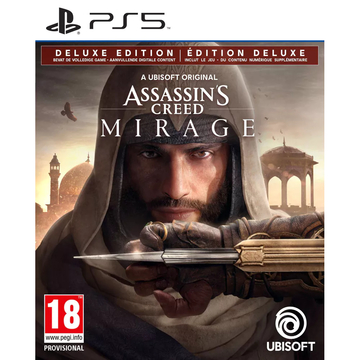 PS5
DELUXE EDITION | ÉDITION DELUXE
BEVAT DE VOLLEDIGE GAME + AANVULLENDE DIGITALE CONTENT | INCLUT LE JEU + DU CONTENU NUMÉRIQUE SUPPLÉMENTAIRE
A UBISOFT ORIGINAL
ASSASSIN'S
CREED
MIRAGE
18
www.pegi.info
PROVISIONAL
UBISOFT